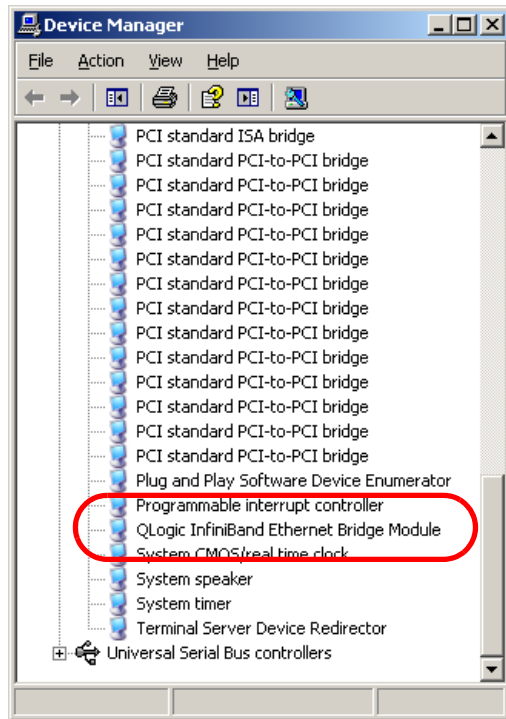 Device Manager
File Action View Help
PCI standard ISA bridge
PCI standard PCI-to-PCI bridge
PCI standard PCI-to-PCI bridge
PCI standard PCI-to-PCI bridge
PCI standard PCI-to-PCI bridge
PCI standard PCI-to-PCI bridge
PCI standard PCI-to-PCI bridge
PCI standard PCI-to-PCI bridge
PCI standard PCI-to-PCI bridge
PCI standard PCI-to-PCI bridge
PCI standard PCI-to-PCI bridge
PCI standard PCI-to-PCI bridge
PCI standard PCI-to-PCI bridge
PCI standard PCI-to-PCI bridge
Plug and Play Software Device Enumerator
Programmable interrupt controller
QLogic InfiniBand Ethernet Bridge Module
System CMOS/real time clock
System speaker
System timer
Terminal Server Device Redirector
Universal Serial Bus controllers